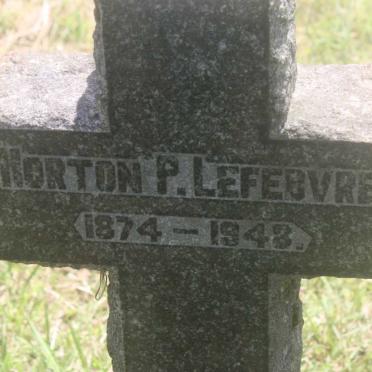 MORTON P. LEFEBVRE
1874 – 1948.